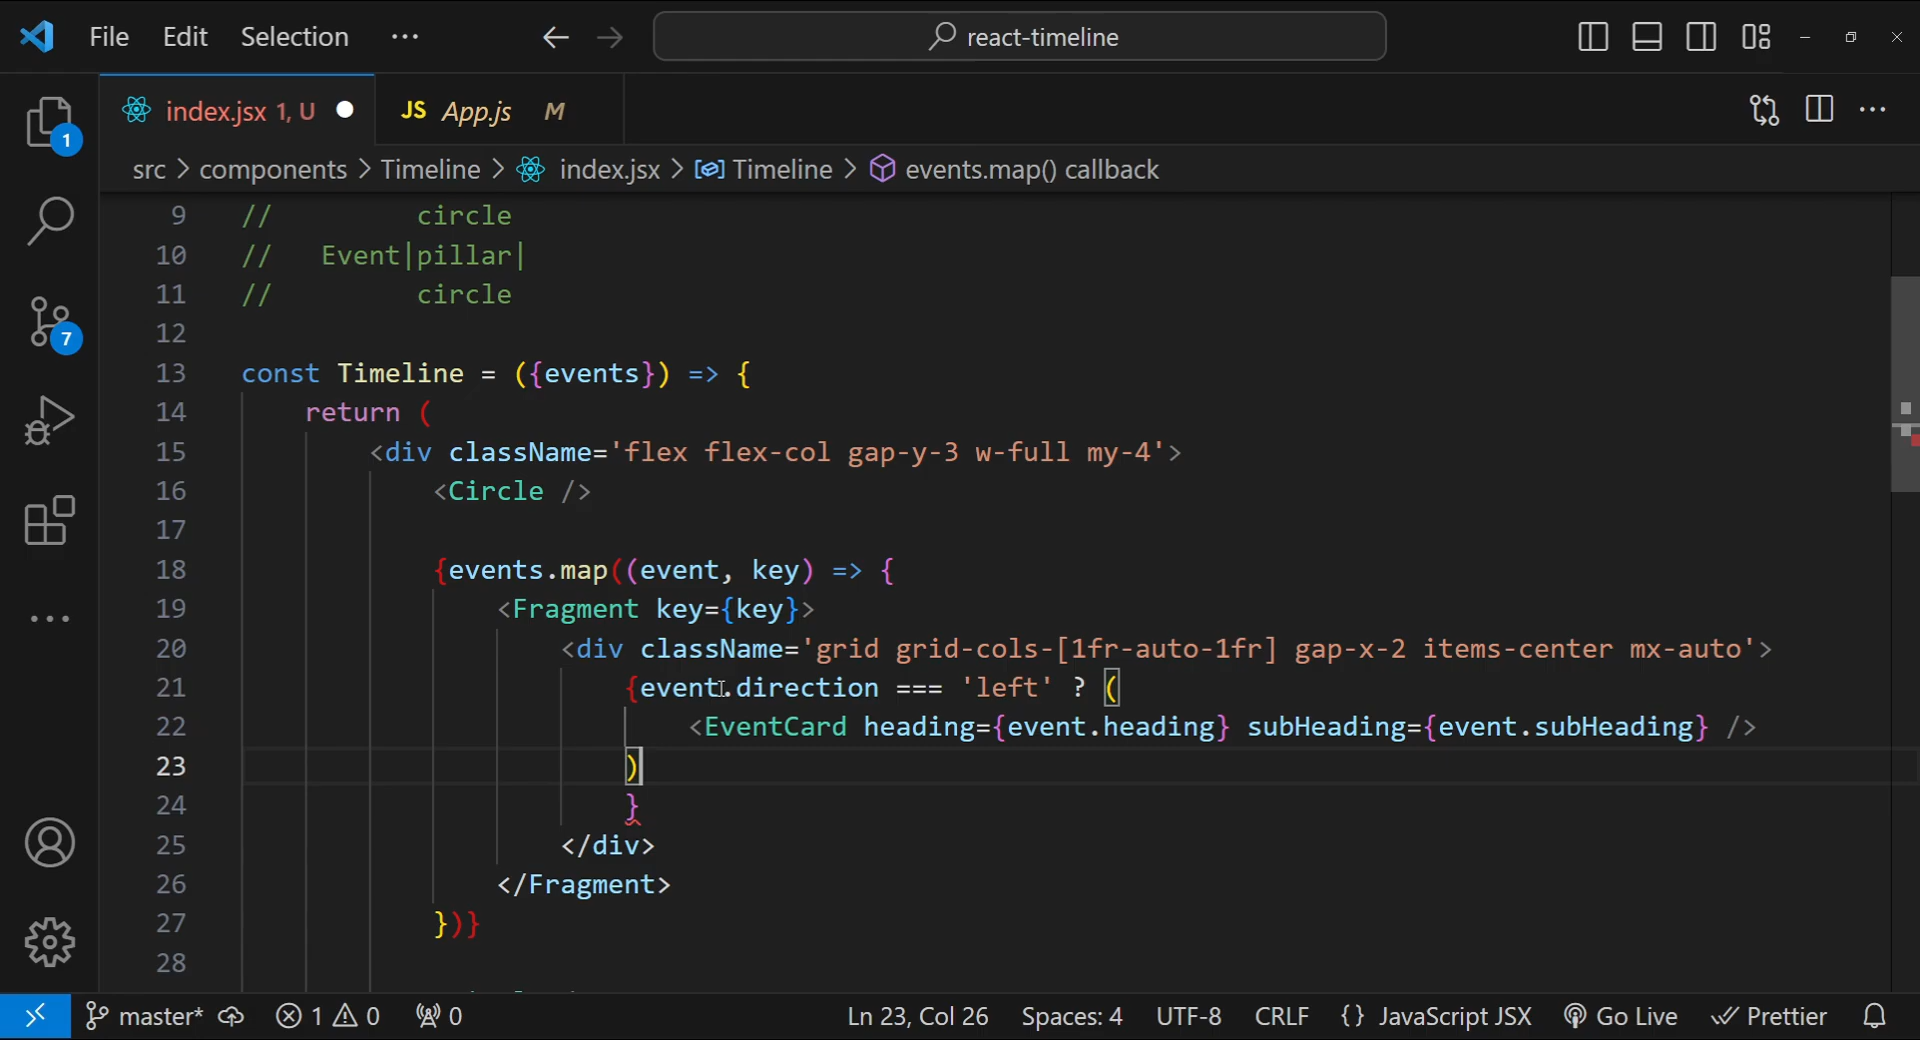 File Edit Selection ··· react-timeline
index.jsx 1, U JS App.js M
1
src > components > Timeline > index.jsx > Timeline > events.map() callback
9 // circle
10 // Event|pillar|
11 // circle
12
7
13 const Timeline = ({events}) => {
14 return (
15 <div className='flex flex-col gap-y-3 w-full my-4'>
16 <Circle />
17
18 {events.map((event, key) => {
19 <Fragment key={key}>
20 <div className='grid grid-cols-[1fr-auto-1fr] gap-x-2 items-center mx-auto'>
21 {event.direction === 'left' ? (
22 <EventCard heading={event.heading} subHeading={event.subHeading} />
23 )
24 }
25 </div>
26 </Fragment>
27 })}
28
master* 1 0 0 Ln 23, Col 26 Spaces: 4 UTF-8 CRLF {} JavaScript JSX Go Live Prettier